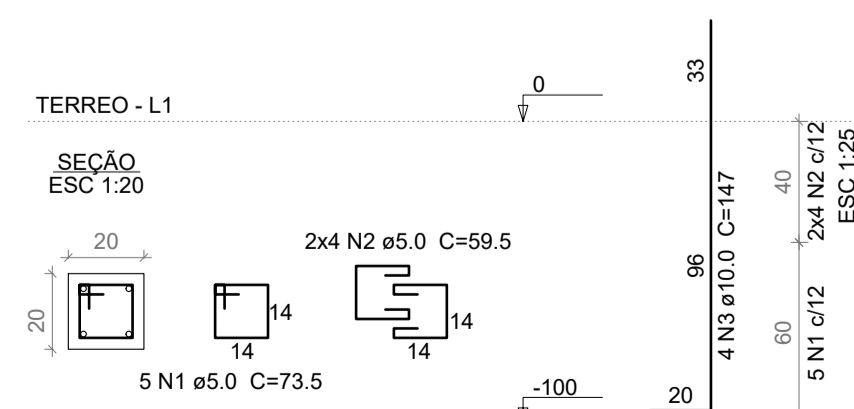 33
0
TERREO - L1
SEÇÃO
ESC 1:20
20
20
2x4 N2 ø5.0 C=59.5
14
14
5 N1 ø5.0 C=73.5
14
14
96
4 N3 ø10.0 C=147
40
2x4 N2 c/12
ESC 1:25
60
5 N1 c/12
-100
20